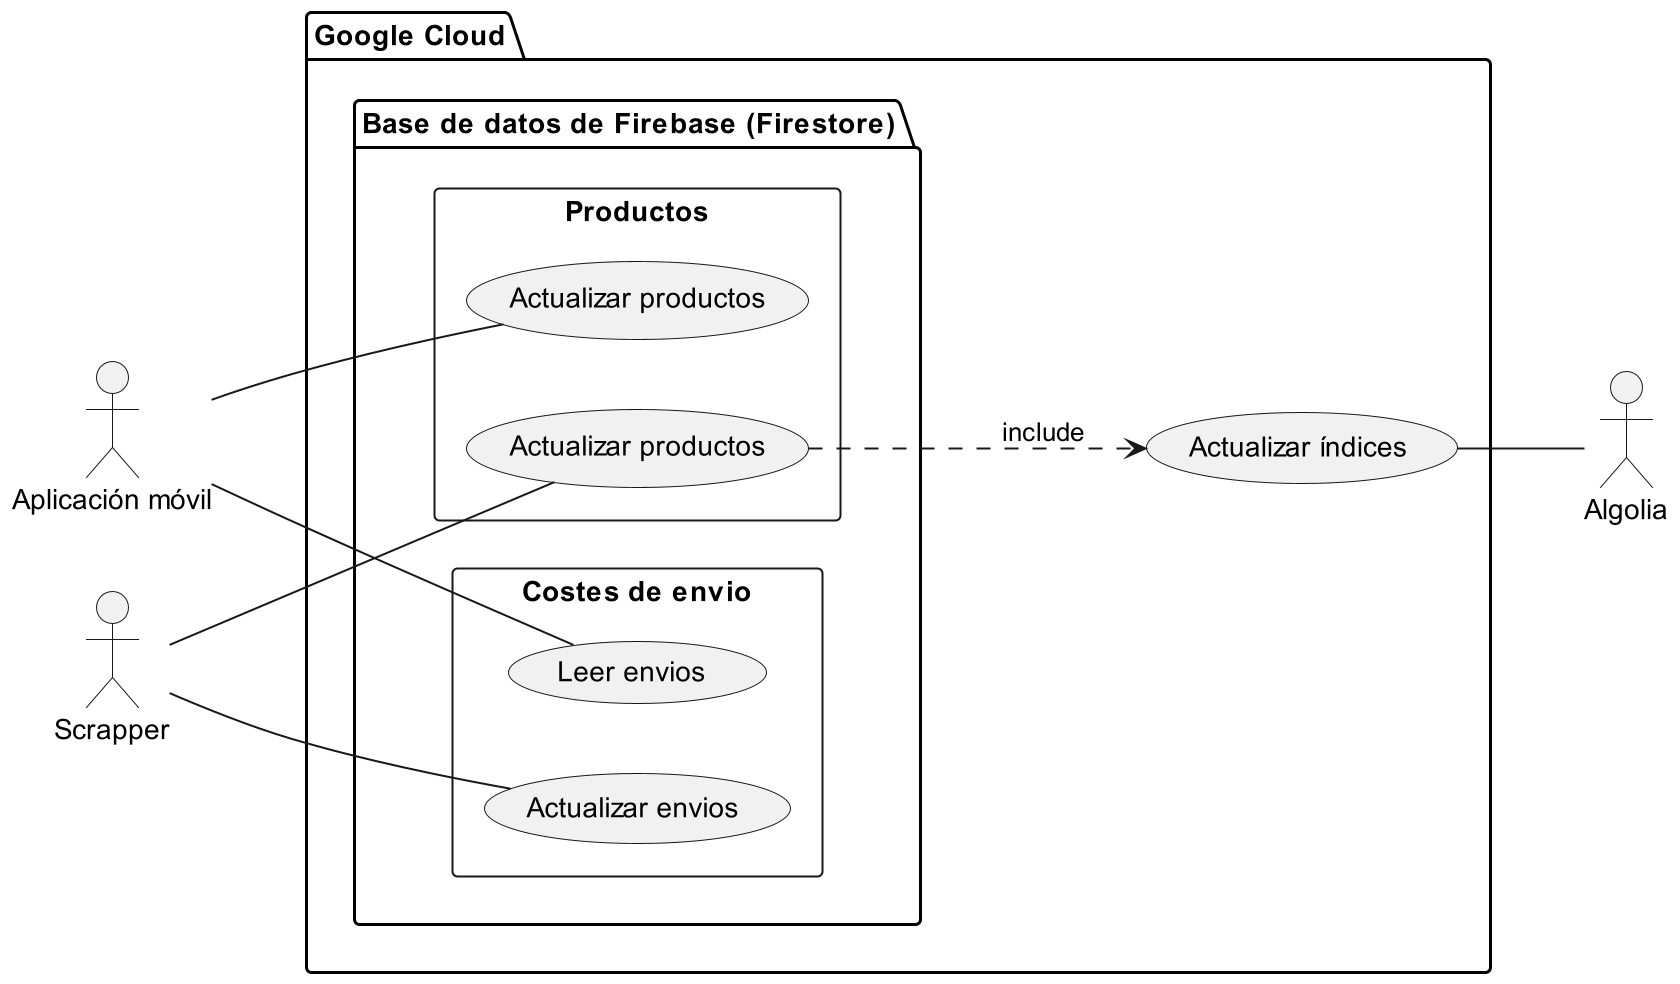 Google Cloud
Base de datos de Firebase (Firestore)
Productos
Actualizar productos
Actualizar productos
include
Actualizar índices
Aplicación móvil
Algolia
Costes de envio
Leer envios
Scrapper
Actualizar envios